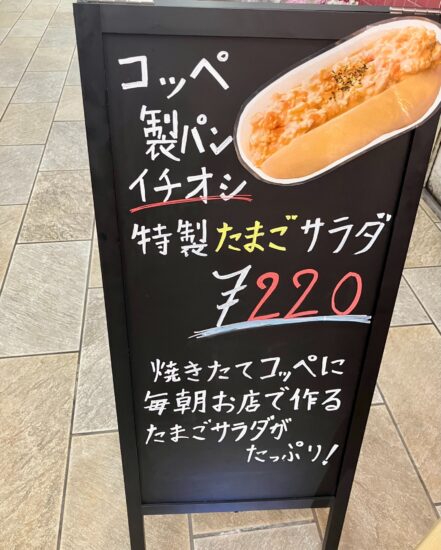 コッペ
製パン
イチオシ
特製たまごサラダ
¥220
焼きたてコッペに
毎朝お店で作る
たまごサラダが
たっぷり!